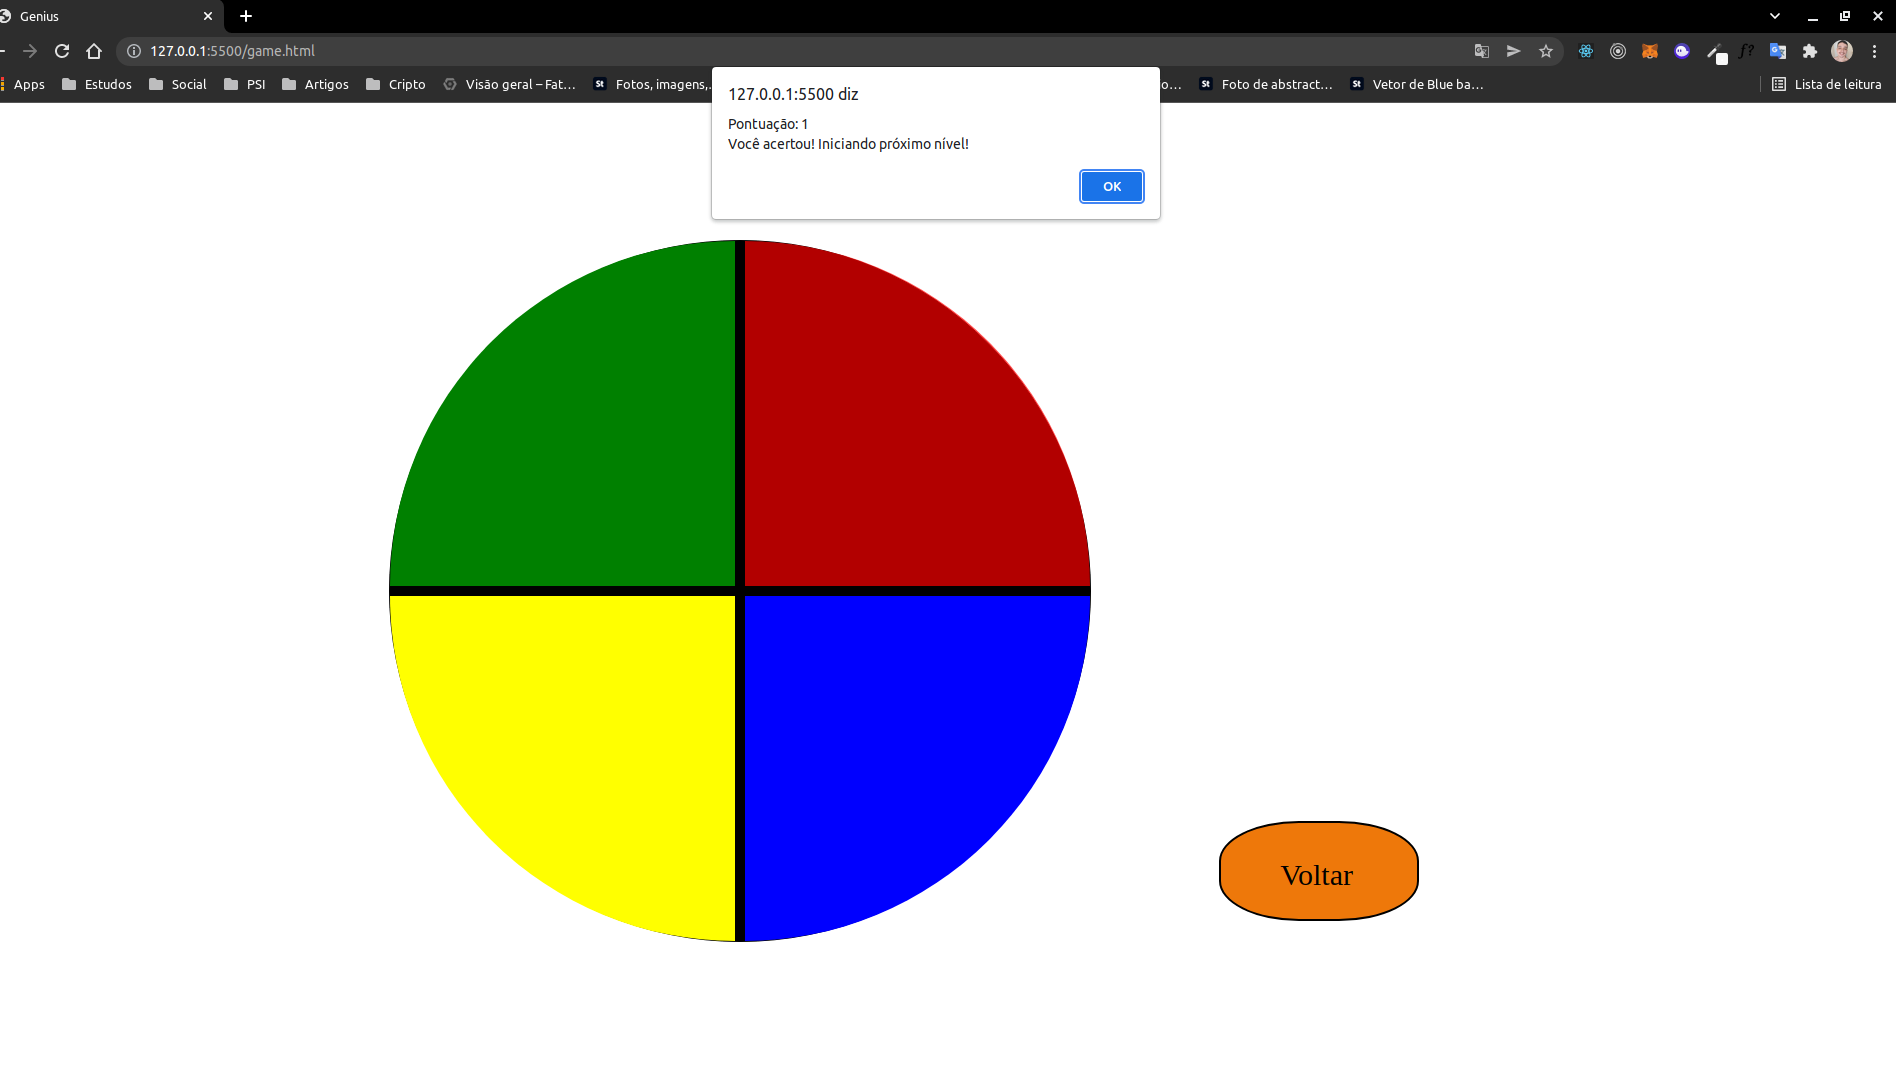 Genius
127.0.0.1:5500/game.html
Apps Estudos Social PSI Artigos Cripto Visão geral – Fat... Fotos, imagens,... o... Foto de abstract... Vetor de Blue ba... Lista de leitura
127.0.0.1:5500 diz
Pontuação: 1
Você acertou! Iniciando próximo nível!
OK
Voltar